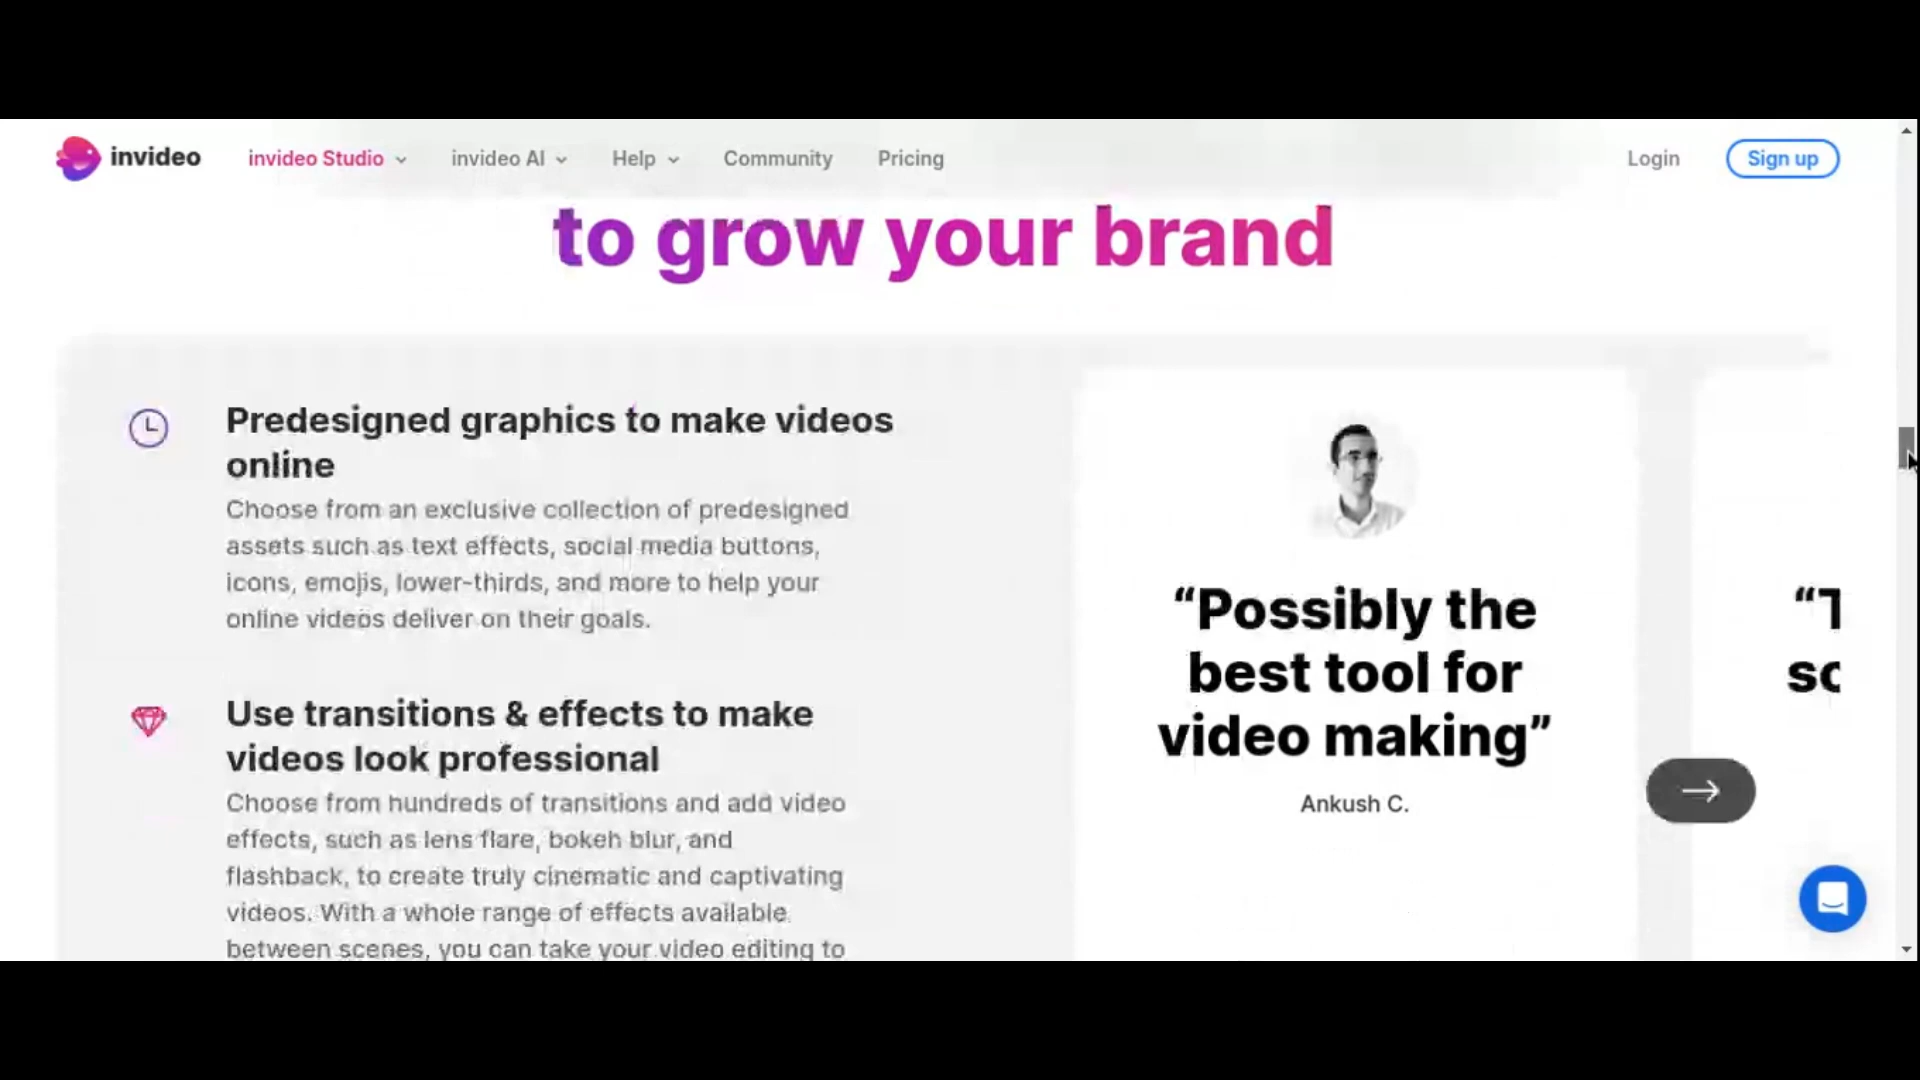 invideo
invideo Studio
invideo AI
Help
Community
Pricing
Login
Sign up
to grow your brand
Predesigned graphics to make videos
online
Choose from an exclusive collection of predesigned
assets such as text effects, social media buttons,
icons, emojis, lower-thirds, and more to help your
online videos deliver on their goals.
Use transitions & effects to make
videos look professional
Choose from hundreds of transitions and add video
effects, such as lens flare, bokeh blur, and
flashback, to create truly cinematic and captivating
videos. With a whole range of effects available
between scenes, you can take your video editing to
“Possibly the
best tool for
video making”
Ankush C.